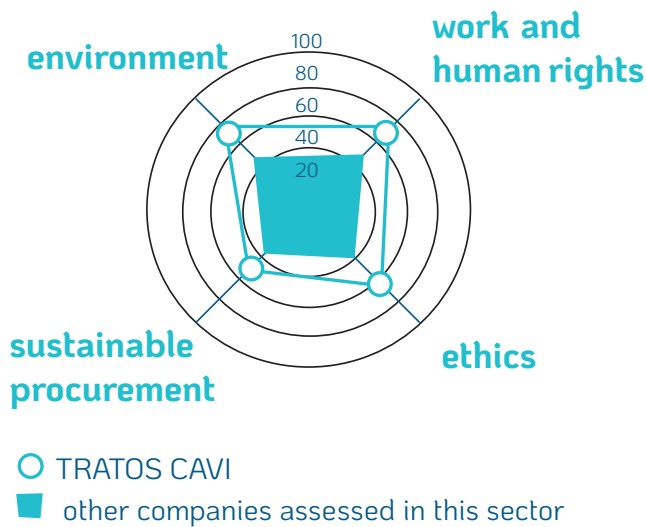 environment
work and
human rights
100
80
60
40
20
sustainable
procurement
ethics
TRATOS CAVI
other companies assessed in this sector